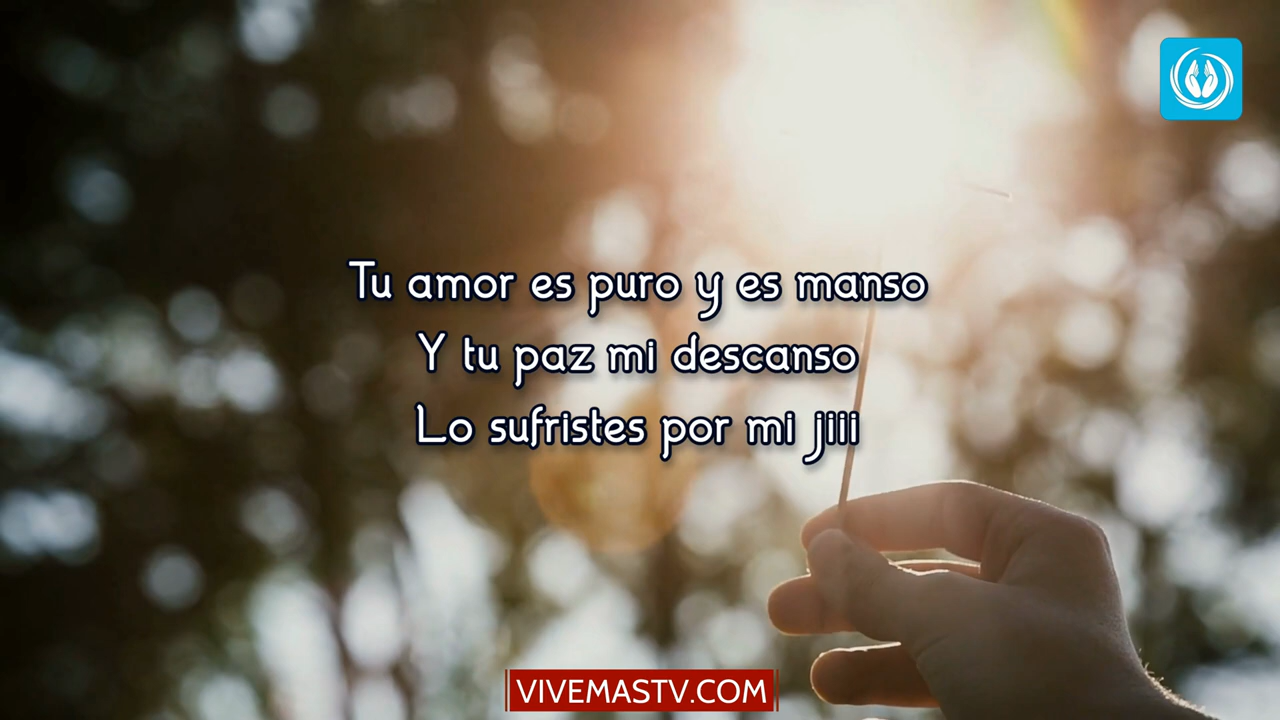 Tu amor es puro y es manso
Y tu paz mi descanso
Lo sufristes por mi jiii
VIVEMASTV.COM